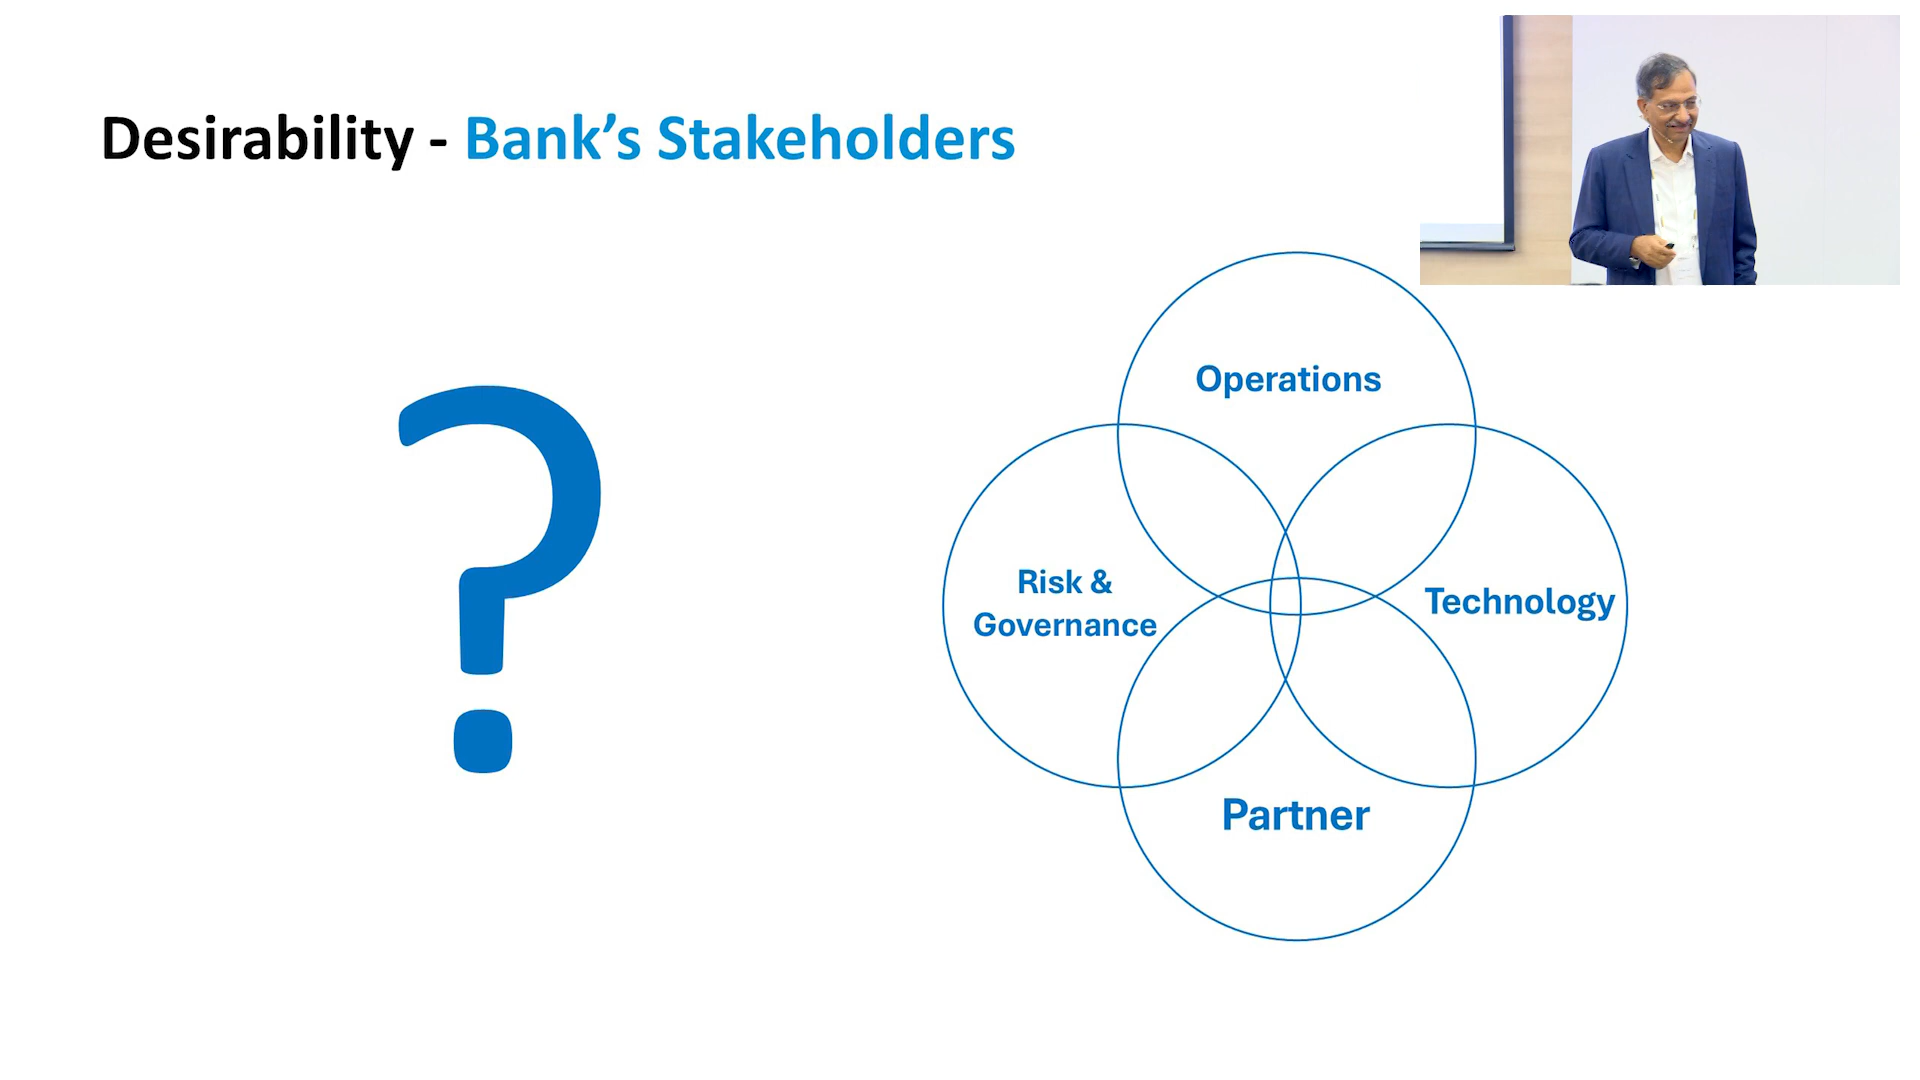 Desirability - Bank’s Stakeholders
?
Operations
Risk &
Governance
Technology
Partner